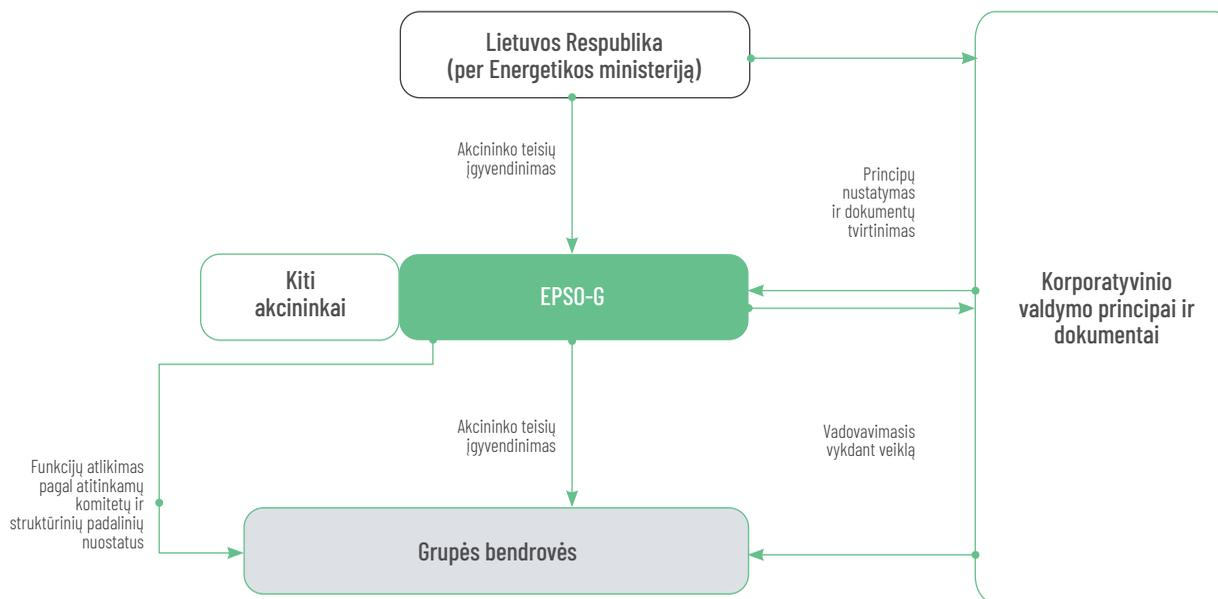 Lietuvos Respublika
(per Energetikos ministeriją)
Akcininko teisių
įgyvendinimas
Principų
nustatymas
ir dokumentų
tvirtinimas
Kiti
akcininkai
EPSO-G
Korporatyvinio
valdymo principai ir
dokumentai
Akcininko teisių
įgyvendinimas
Vadovavimasis
vykdant veiklą
Funkcijų atlikimas
pagal atitinkamų
komitetų ir
struktūrinių padalinių
nuostatus
Grupės bendrovės